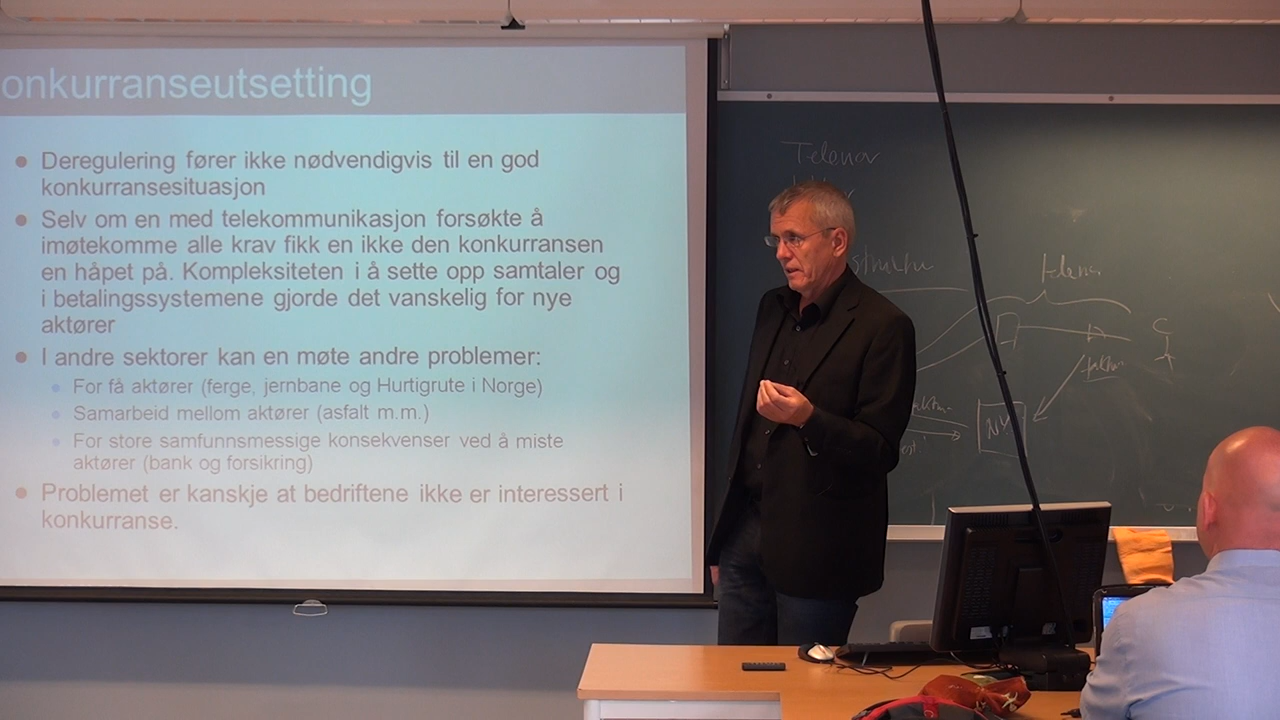 onkurranseutsetting
Deregulering fører ikke nødvendigvis til en god
konkurransesituasjon
Selv om en med telekommunikasjon forsøkte å
imøtekomme alle krav fikk en ikke den konkurransen
en håpet på. Kompleksiteten i å sette opp samtaler og
i betalingssystemene gjorde det vanskelig for nye
aktører
I andre sektorer kan en møte andre problemer:
For få aktører (ferge, jernbane og Hurtigrute i Norge)
Samarbeid mellom aktører (asfalt m.m.)
For store samfunnsmessige konsekvenser ved å miste
aktører (bank og forsikring)
Problemet er kanskje at bedriftene ikke er interessert i
konkurranse.
Telenor
telenor
C
NY